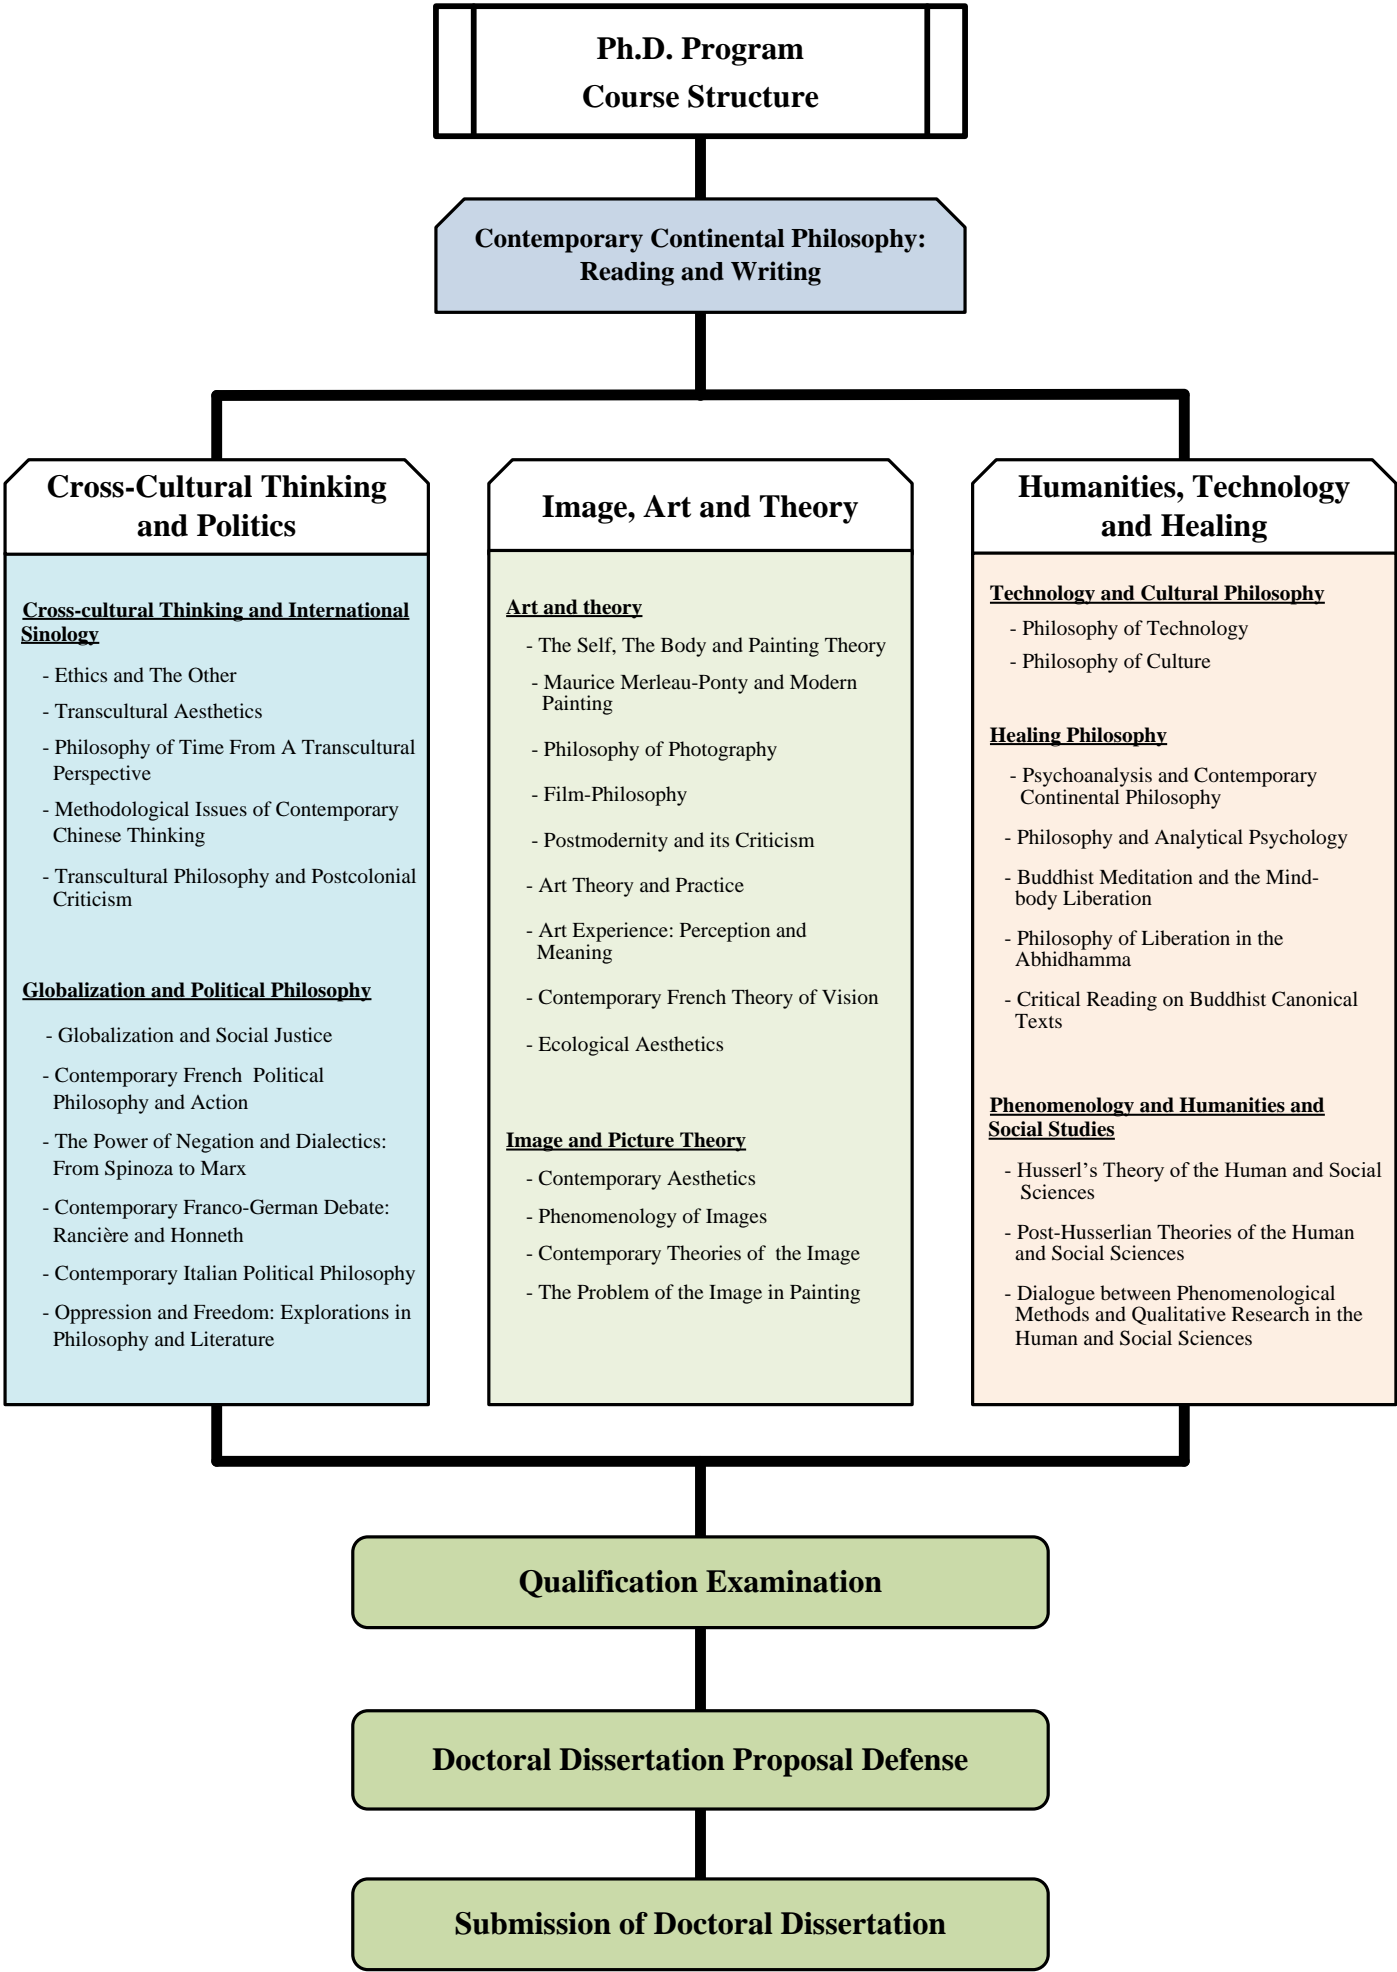 Ph.D. Program
Course Structure
Contemporary Continental Philosophy:
Reading and Writing
Cross-Cultural Thinking
and Politics
Cross-cultural Thinking and International
Sinology
- Ethics and The Other
- Transcultural Aesthetics
- Philosophy of Time From A Transcultural
Perspective
- Methodological Issues of Contemporary
Chinese Thinking
- Transcultural Philosophy and Postcolonial
Criticism
Globalization and Political Philosophy
- Globalization and Social Justice
- Contemporary French Political
Philosophy and Action
- The Power of Negation and Dialectics:
From Spinoza to Marx
- Contemporary Franco-German Debate:
Rancière and Honneth
- Contemporary Italian Political Philosophy
- Oppression and Freedom: Explorations in
Philosophy and Literature
Image, Art and Theory
Art and theory
- The Self, The Body and Painting Theory
- Maurice Merleau-Ponty and Modern
Painting
- Philosophy of Photography
- Film-Philosophy
- Postmodernity and its Criticism
- Art Theory and Practice
- Art Experience: Perception and
Meaning
- Contemporary French Theory of Vision
- Ecological Aesthetics
Image and Picture Theory
- Contemporary Aesthetics
- Phenomenology of Images
- Contemporary Theories of the Image
- The Problem of the Image in Painting
Humanities, Technology
and Healing
Technology and Cultural Philosophy
- Philosophy of Technology
- Philosophy of Culture
Healing Philosophy
- Psychoanalysis and Contemporary
Continental Philosophy
- Philosophy and Analytical Psychology
- Buddhist Meditation and the Mind-
body Liberation
- Philosophy of Liberation in the
Abhidhamma
- Critical Reading on Buddhist Canonical
Texts
Phenomenology and Humanities and
Social Studies
- Husserl’s Theory of the Human and Social
Sciences
- Post-Husserlian Theories of the Human
and Social Sciences
- Dialogue between Phenomenological
Methods and Qualitative Research in the
Human and Social Sciences
Qualification Examination
Doctoral Dissertation Proposal Defense
Submission of Doctoral Dissertation